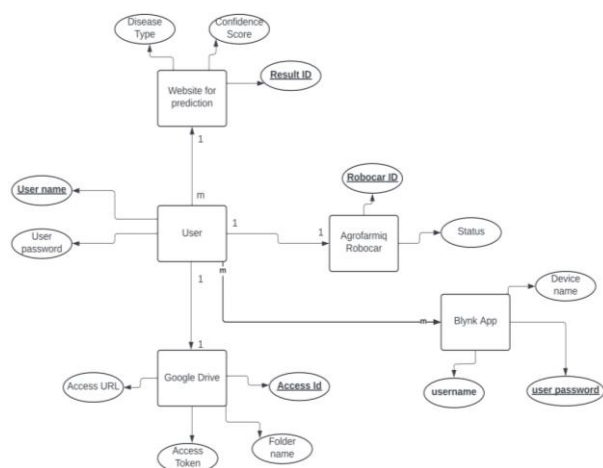 Disease
Type
Confidence
Score
Result ID
Website for
prediction
1
m
User name
User
password
User
1
1
Robocar ID
Agrofarmiq
Robocar
Status
m
m
Device
name
Blynk App
username
user password
1
1
Google Drive
Access URL
Access Id
Access
Token
Folder
name